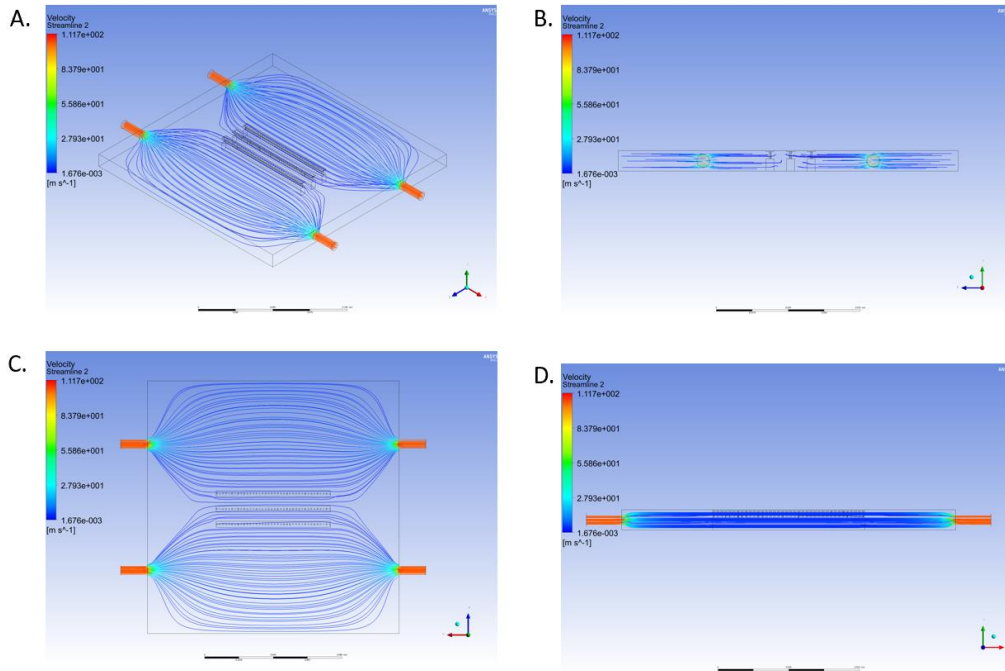 A.
Velocity
Streamline 2
1.117e+002
8.379e+001
5.586e+001
2.793e+001
1.676e-003
[m s^-1]
ANSYS
B.
Velocity
Streamline 2
1.117e+002
8.379e+001
5.586e+001
2.793e+001
1.676e-003
[m s^-1]
C.
Velocity
Streamline 2
1.117e+002
8.379e+001
5.586e+001
2.793e+001
1.676e-003
[m s^-1]
D.
Velocity
Streamline 2
1.117e+002
8.379e+001
5.586e+001
2.793e+001
1.676e-003
[m s^-1]